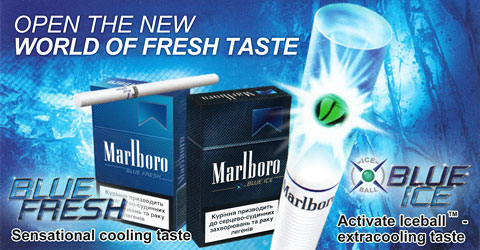 OPEN THE NEW
WORLD OF FRESH TASTE
Marlboro
BLUE FRESH
Куріння призводить
до серцево-судинних
захворювань та раку
легенів
Marlboro
BLUE ICE
Куріння призводить
до серцево-судинних
захворювань та раку
легенів
Marlboro
BLUE
FRESH
Sensational cooling taste
ICE
BALL
BLUE
ICE
Activate Iceball™ -
extracooling taste